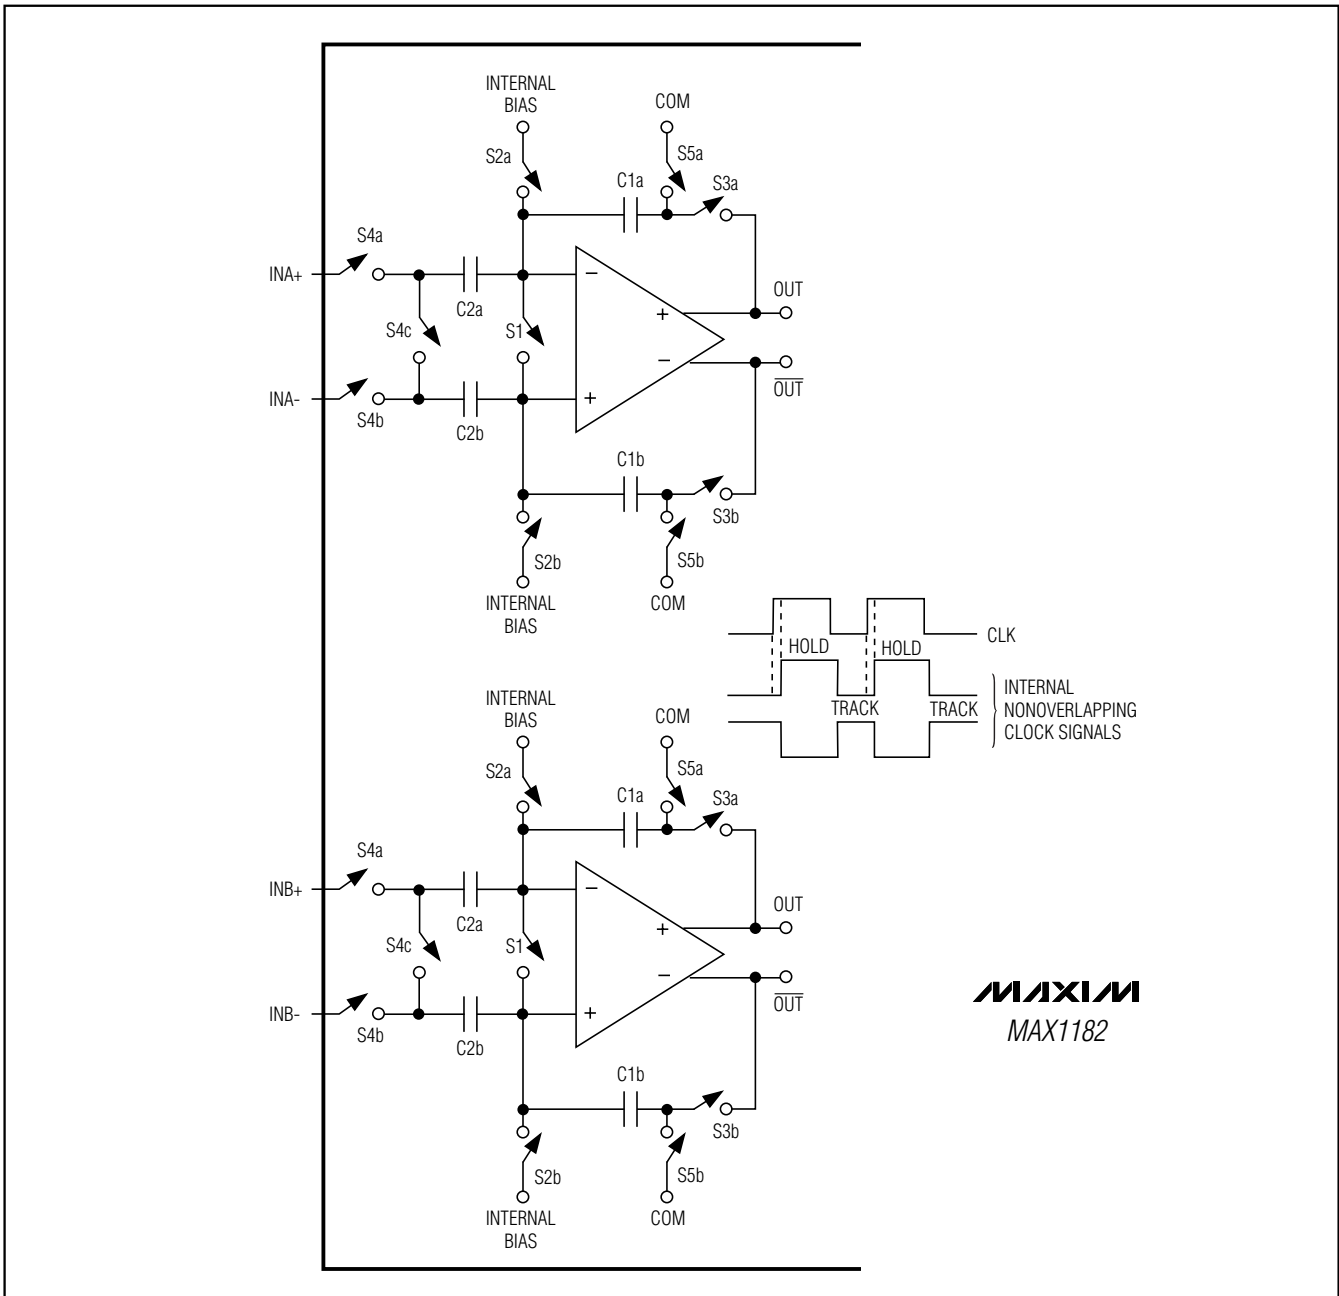 INTERNAL
BIAS
COM
S2a
S5a
C1a
S3a
S4a
INA+
−
C2a
OUT
+
S4c
S1
−
OUT
INA-
+
S4b
C2b
C1b
S3b
S2b
S5b
INTERNAL
BIAS
COM
CLK
HOLD
HOLD
TRACK
TRACK
INTERNAL
NONOVERLAPPING
CLOCK SIGNALS
INTERNAL
BIAS
COM
S2a
S5a
C1a
S3a
S4a
INB+
−
C2a
OUT
+
S4c
S1
−
OUT
INB-
+
S4b
C2b
C1b
S3b
S2b
S5b
INTERNAL
BIAS
COM
MAXIM
MAX1182